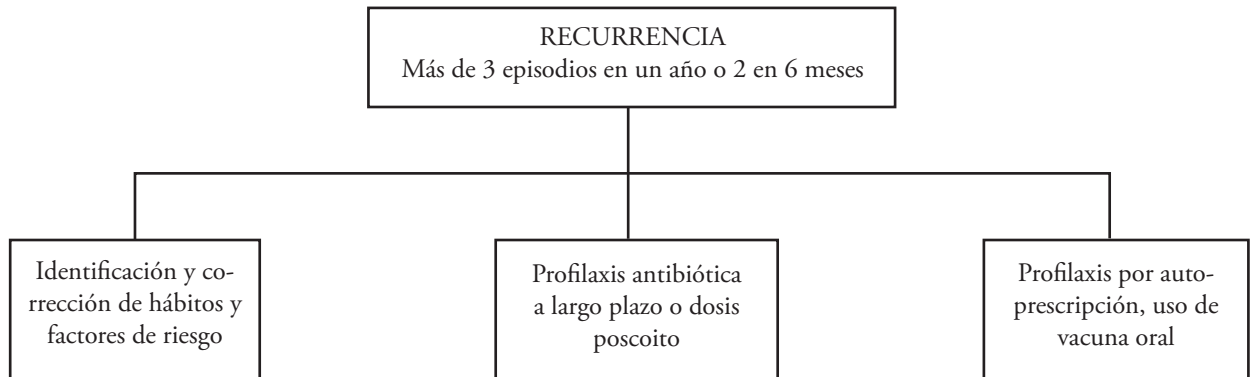 RECURRENCIA
Más de 3 episodios en un año o 2 en 6 meses
Identificación y co-
rrección de hábitos y
factores de riesgo
Profilaxis antibiótica
a largo plazo o dosis
poscoito
Profilaxis por auto-
prescripción, uso de
vacuna oral